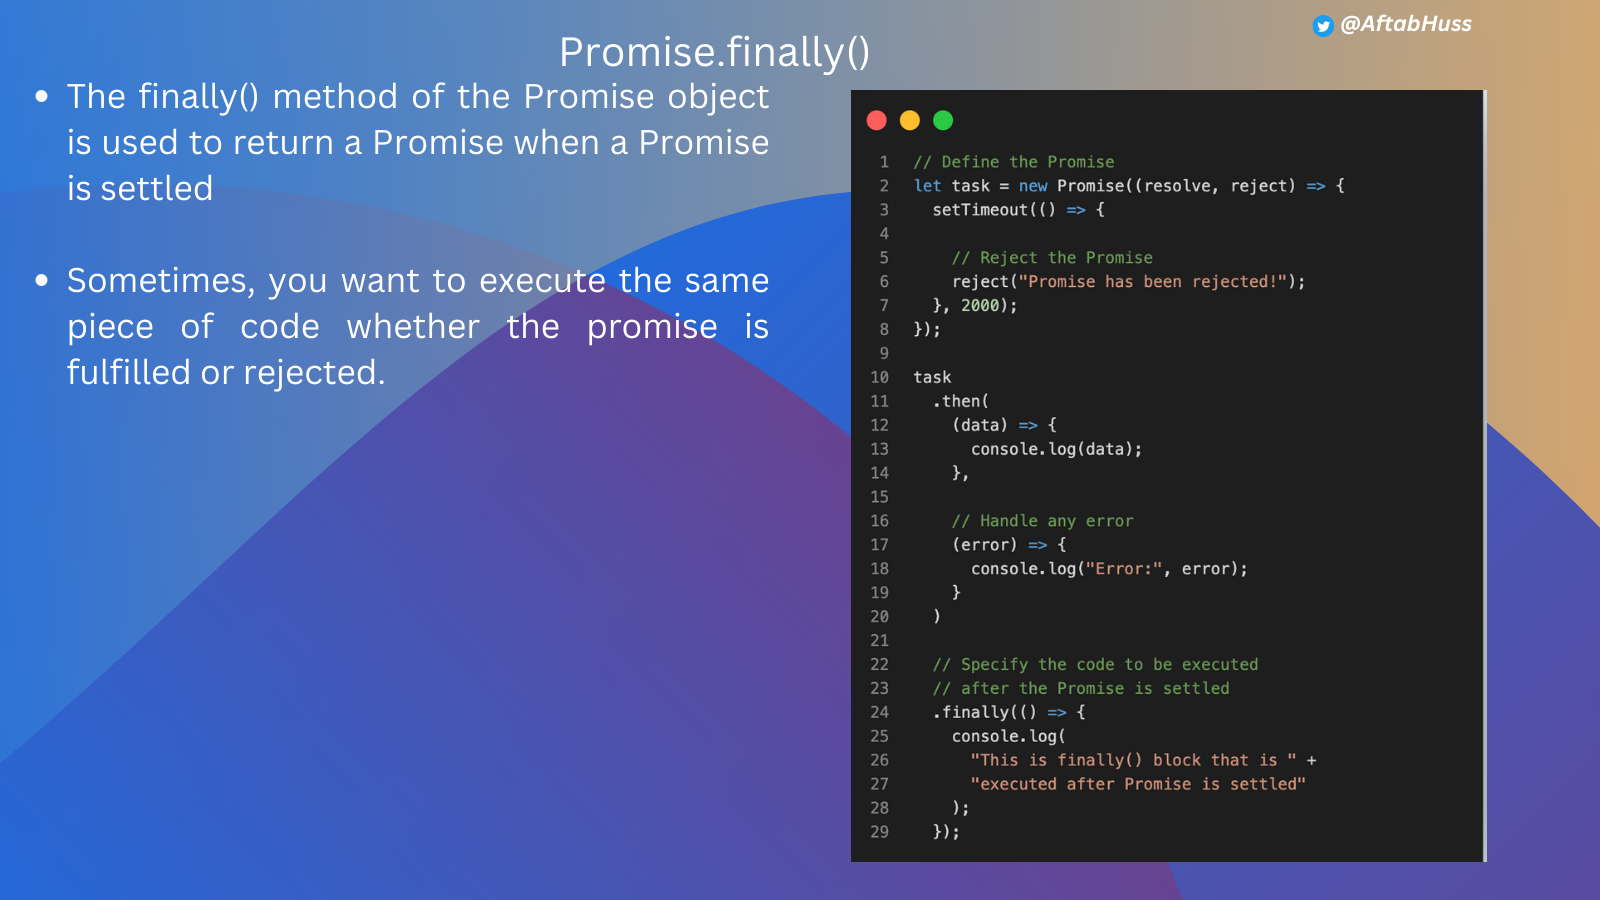 @AftabHuss
Promise.finally()
• The finally() method of the Promise object
is used to return a Promise when a Promise
is settled
• Sometimes, you want to execute the same
piece of code whether the promise is
fulfilled or rejected.
1 // Define the Promise
2 let task = new Promise((resolve, reject) => {
3   setTimeout(() => {
4
5     // Reject the Promise
6     reject("Promise has been rejected!");
7   }, 2000);
8 });
9
10 task
11   .then(
12     (data) => {
13       console.log(data);
14     },
15
16     // Handle any error
17     (error) => {
18       console.log("Error:", error);
19     }
20   )
21
22   // Specify the code to be executed
23   // after the Promise is settled
24   .finally(() => {
25     console.log(
26       "This is finally() block that is " +
27       "executed after Promise is settled"
28     );
29   });